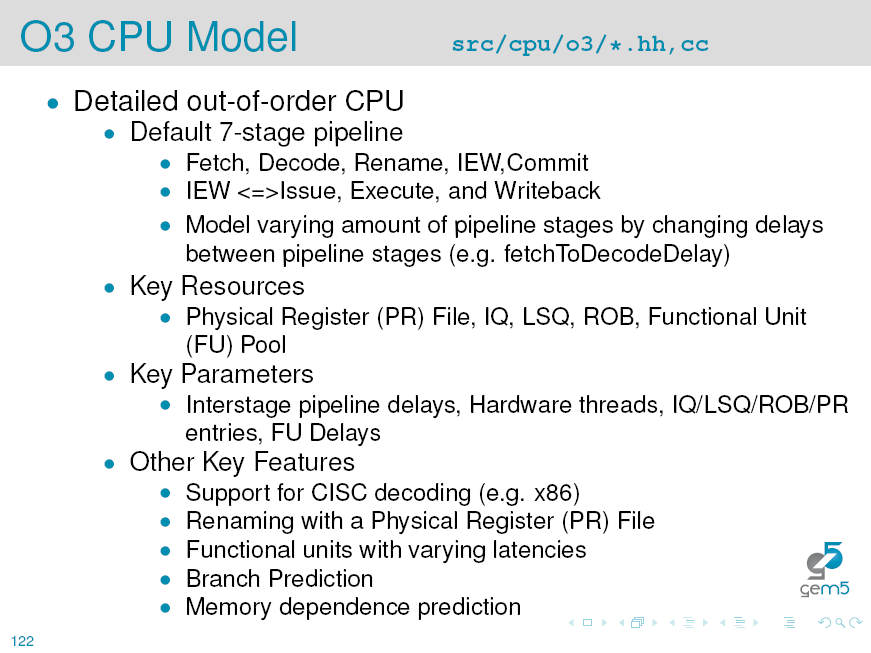 O3 CPU Model
src/cpu/o3/*.hh,cc
• Detailed out-of-order CPU
• Default 7-stage pipeline
• Fetch, Decode, Rename, IEW,Commit
• IEW <=>Issue, Execute, and Writeback
• Model varying amount of pipeline stages by changing delays
between pipeline stages (e.g. fetchToDecodeDelay)
• Key Resources
• Physical Register (PR) File, IQ, LSQ, ROB, Functional Unit
(FU) Pool
• Key Parameters
• Interstage pipeline delays, Hardware threads, IQ/LSQ/ROB/PR
entries, FU Delays
• Other Key Features
• Support for CISC decoding (e.g. x86)
• Renaming with a Physical Register (PR) File
• Functional units with varying latencies
• Branch Prediction
• Memory dependence prediction
g5
gem5
122